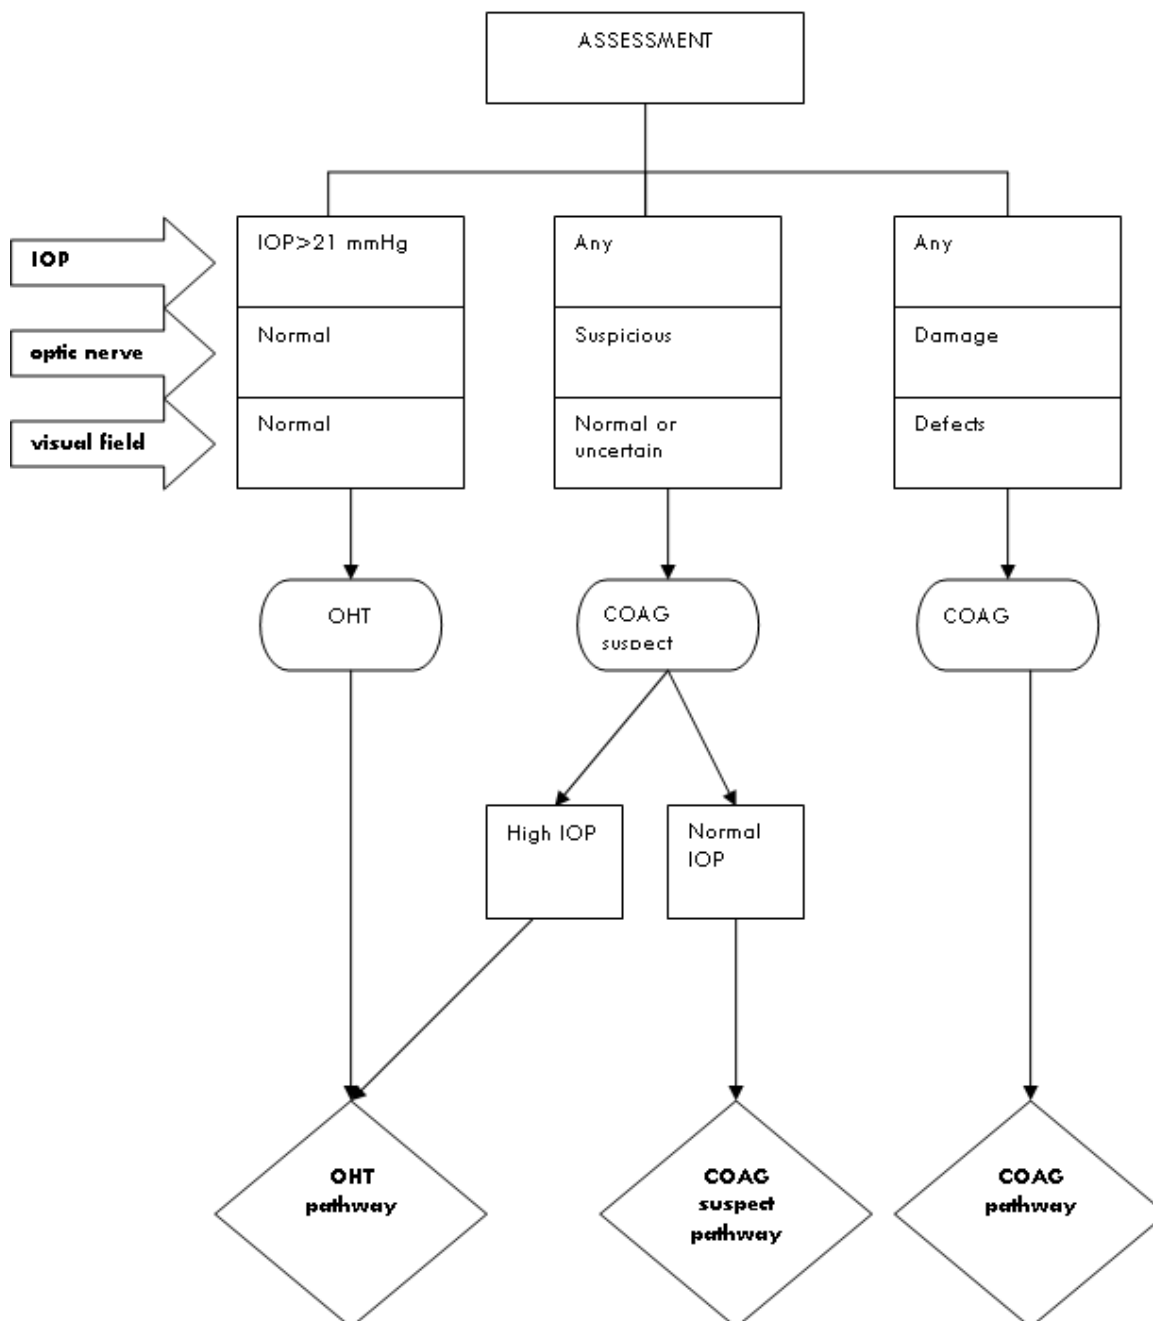 ASSESSMENT
IOP
IOP>21 mmHg
Any
Any
optic nerve
Normal
Suspicious
Damage
visual field
Normal
Normal or
uncertain
Defects
OHT
COAG
suspect
COAG
High IOP
Normal
IOP
OHT
pathway
COAG
suspect
pathway
COAG
pathway